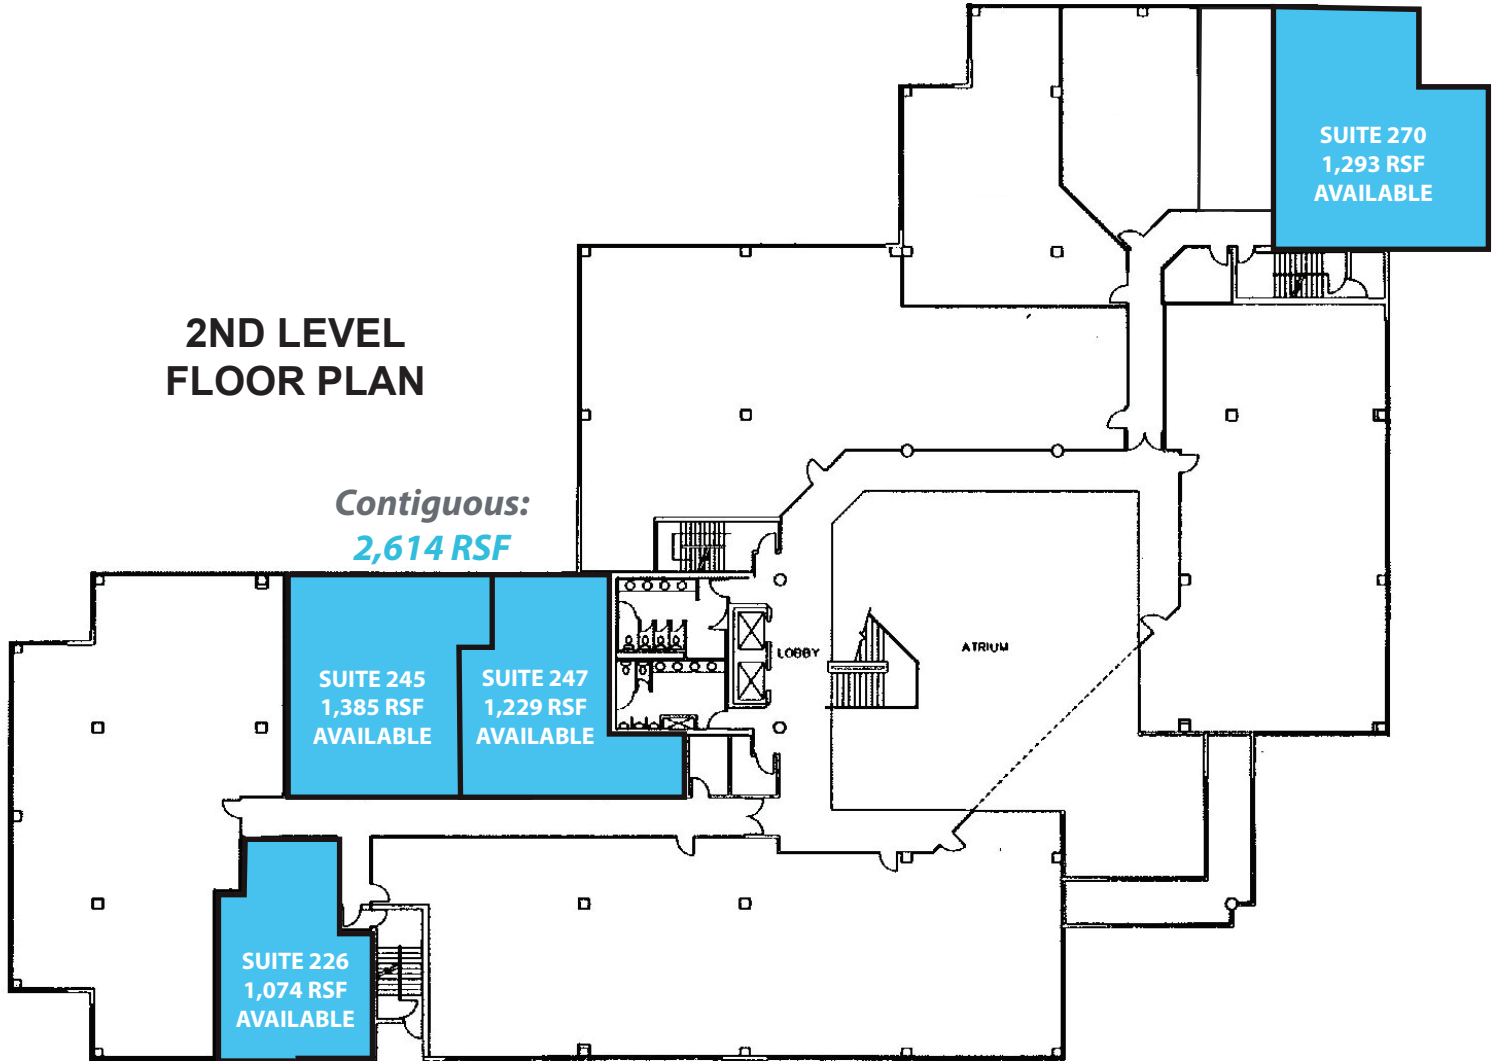 SUITE 270
1,293 RSF
AVAILABLE
2ND LEVEL
FLOOR PLAN
Contiguous:
2,614 RSF
SUITE 245
1,385 RSF
AVAILABLE
SUITE 247
1,229 RSF
AVAILABLE
LOBBY
ATRIUM
SUITE 226
1,074 RSF
AVAILABLE